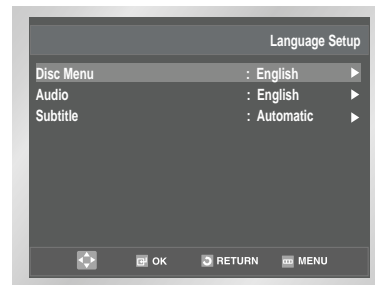 Language Setup
Disc Menu : English ▶
Audio : English ▶
Subtitle : Automatic ▶
OK RETURN MENU